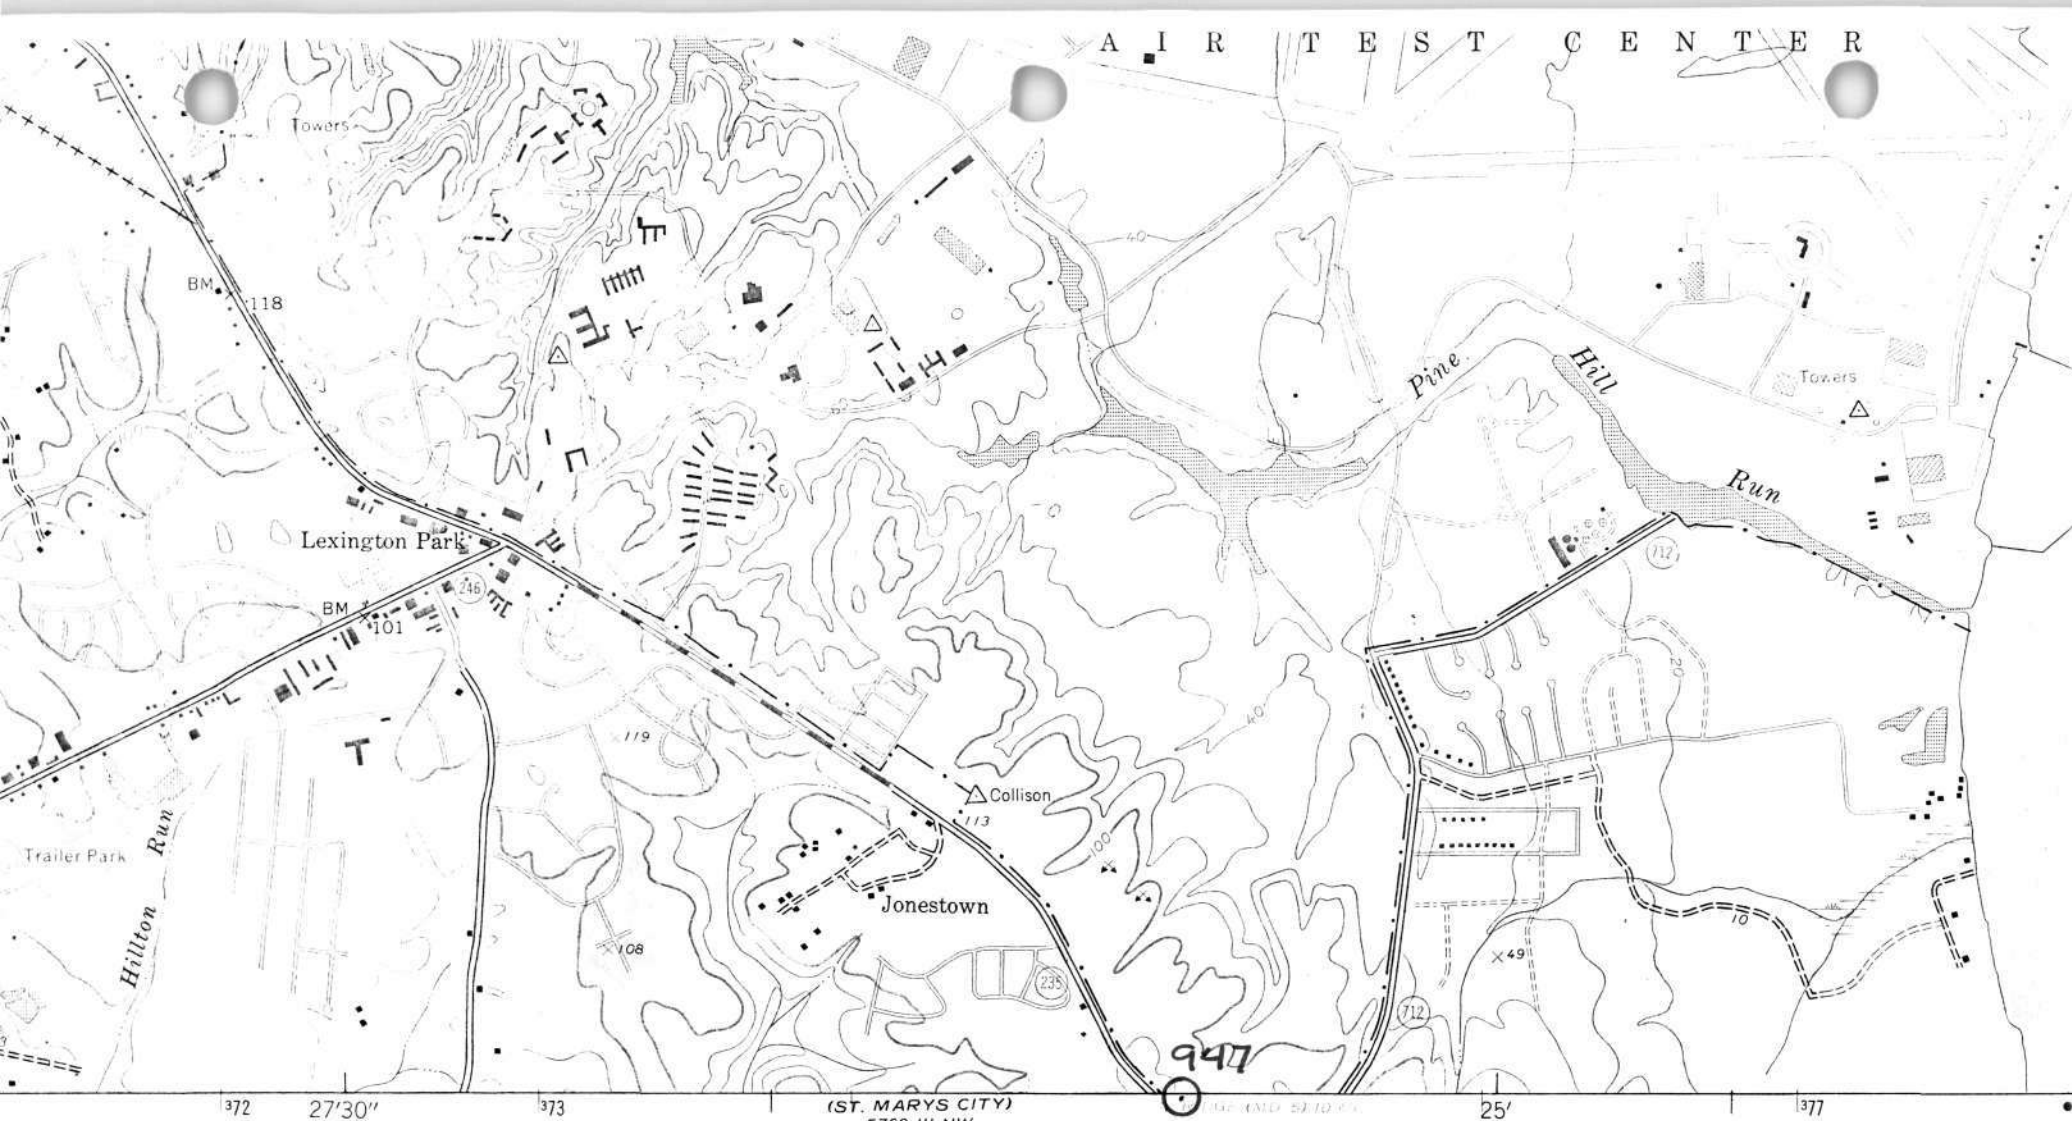 AIR TEST CENTER
Towers
BM
118
40
Pine
Hill
Run
Towers
Lexington Park
712
246
BM
101
20
40
119
Collison
113
100
Trailer Park
Hillton Run
Jonestown
10
108
235
49
712
947
372
27'30"
373
(ST. MARYS CITY)
25'
377